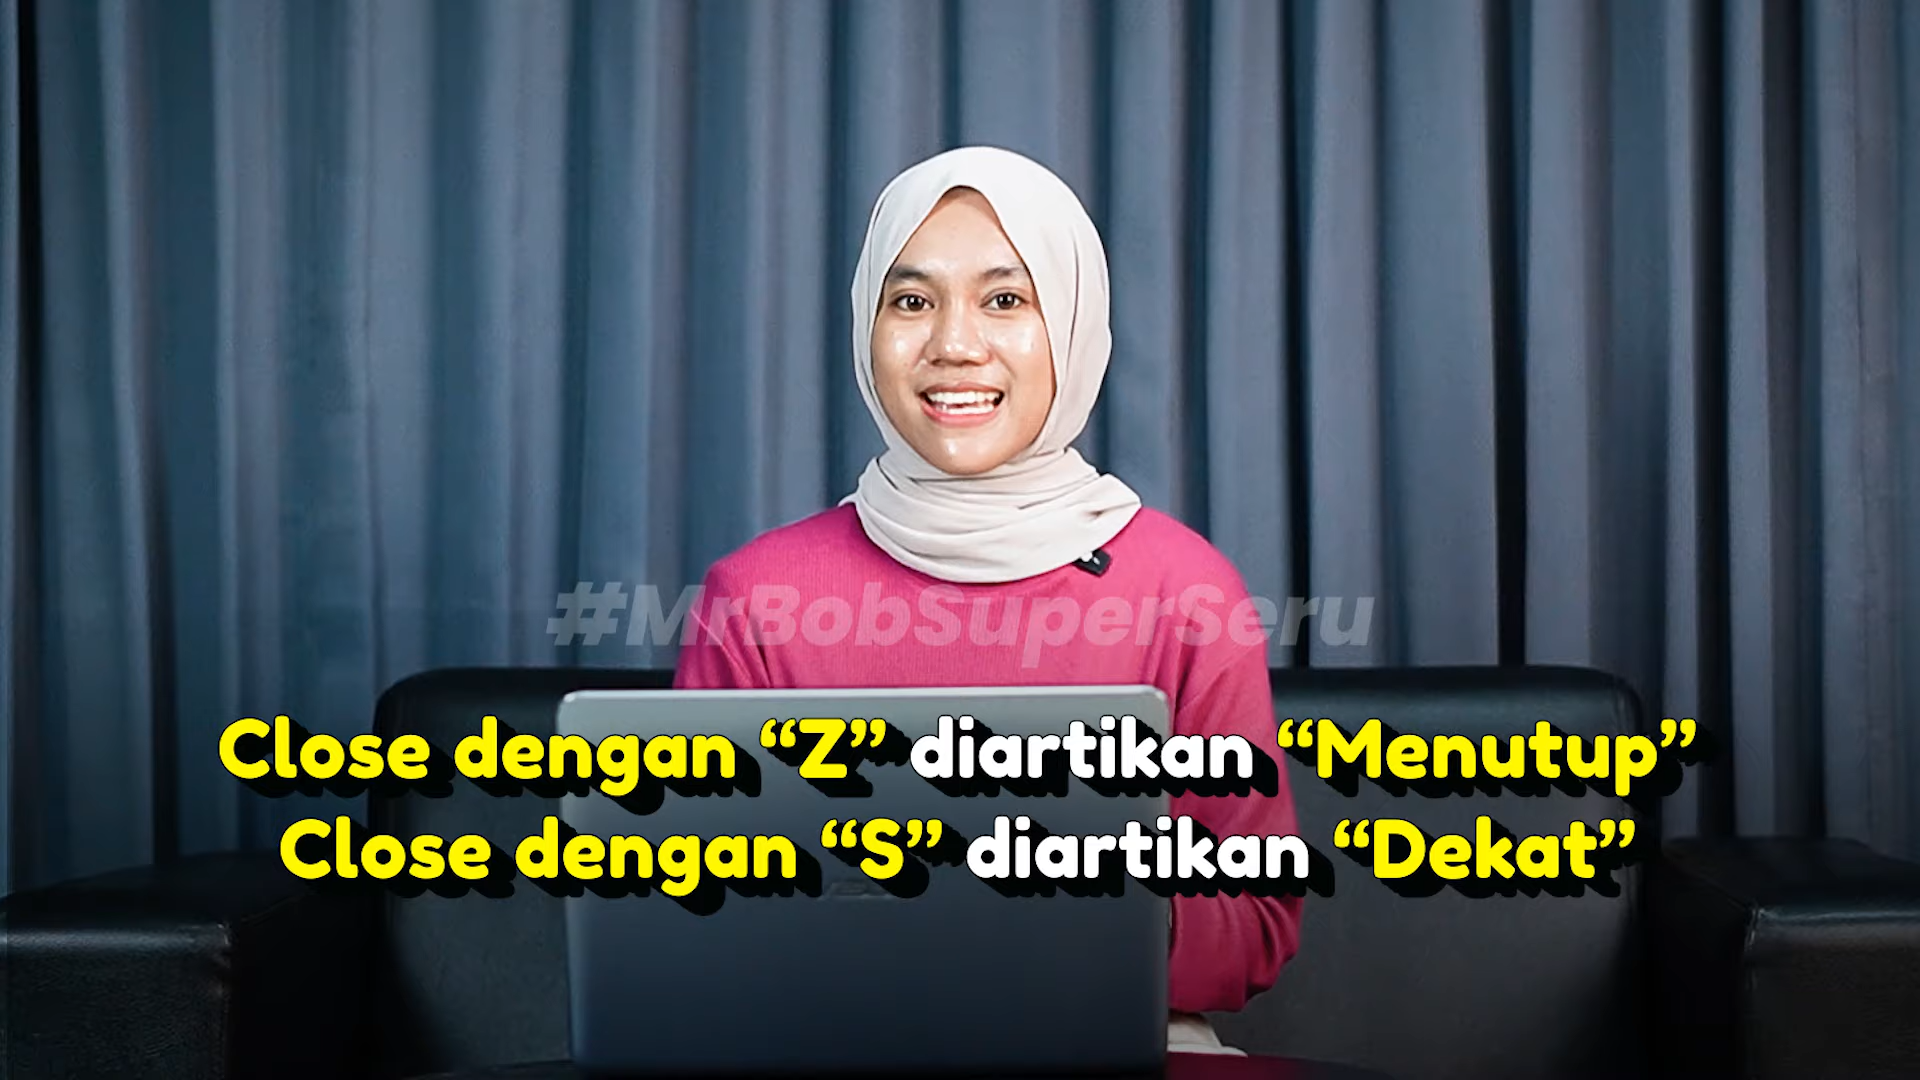 #MrBobSuperSeru
Close dengan “Z” diartikan “Menutup”
Close dengan “S” diartikan “Dekat”